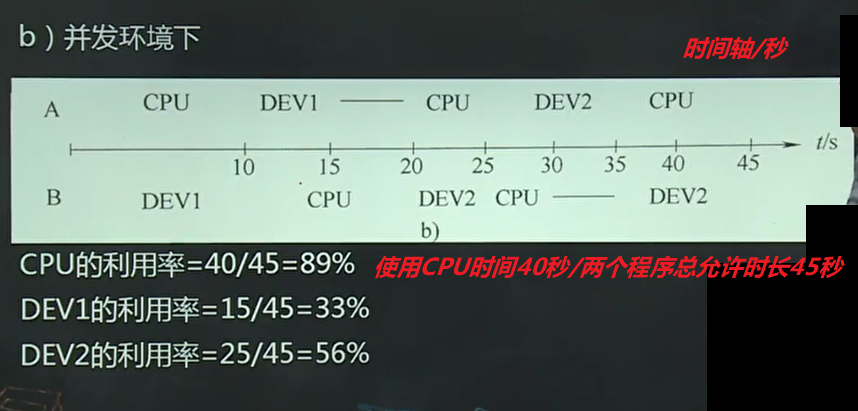 b）并发环境下
时间轴/秒
A CPU DEV1 CPU DEV2 CPU
10 15 20 25 30 35 40 45 t/s
B DEV1 CPU DEV2 CPU DEV2
b)
CPU的利用率=40/45=89% 使用CPU时间40秒/两个程序总允许时长45秒
DEV1的利用率=15/45=33%
DEV2的利用率=25/45=56%